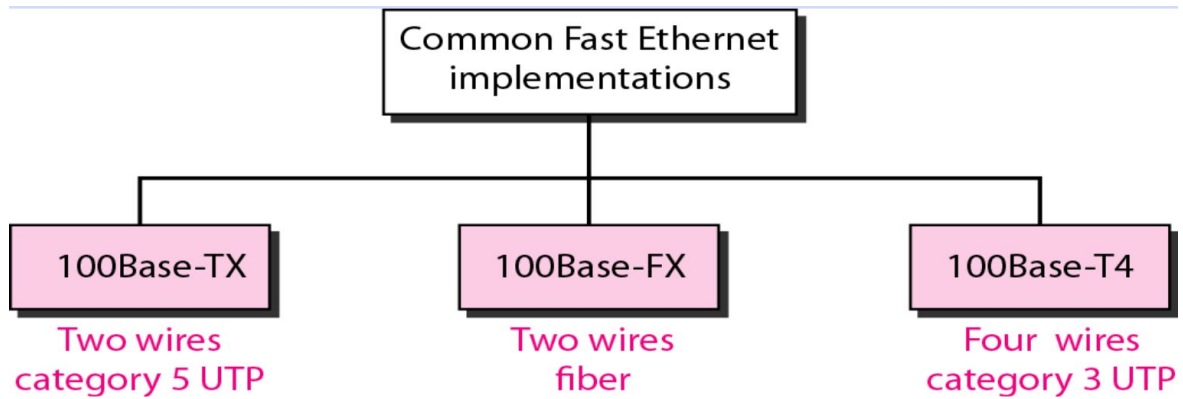 Common Fast Ethernet
implementations
100Base-TX
100Base-FX
100Base-T4
Two wires
category 5 UTP
Two wires
fiber
Four wires
category 3 UTP